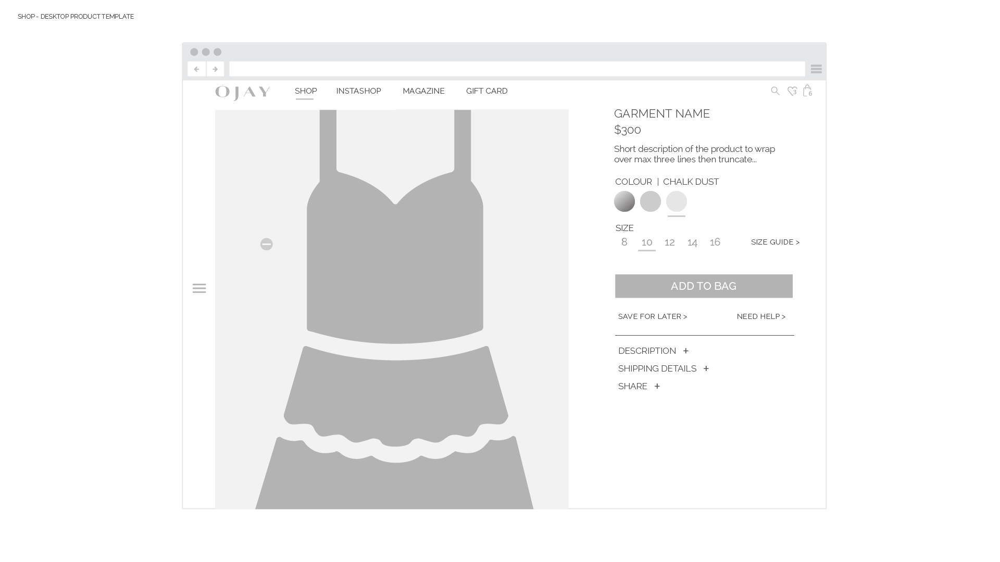 SHOP - DESKTOP PRODUCT TEMPLATE
OJAY SHOP INSTASHOP MAGAZINE GIFT CARD 3 6
GARMENT NAME
$300
Short description of the product to wrap
over max three lines then truncate...
COLOUR | CHALK DUST
SIZE
8 10 12 14 16 SIZE GUIDE >
ADD TO BAG
SAVE FOR LATER > NEED HELP >
DESCRIPTION +
SHIPPING DETAILS +
SHARE +